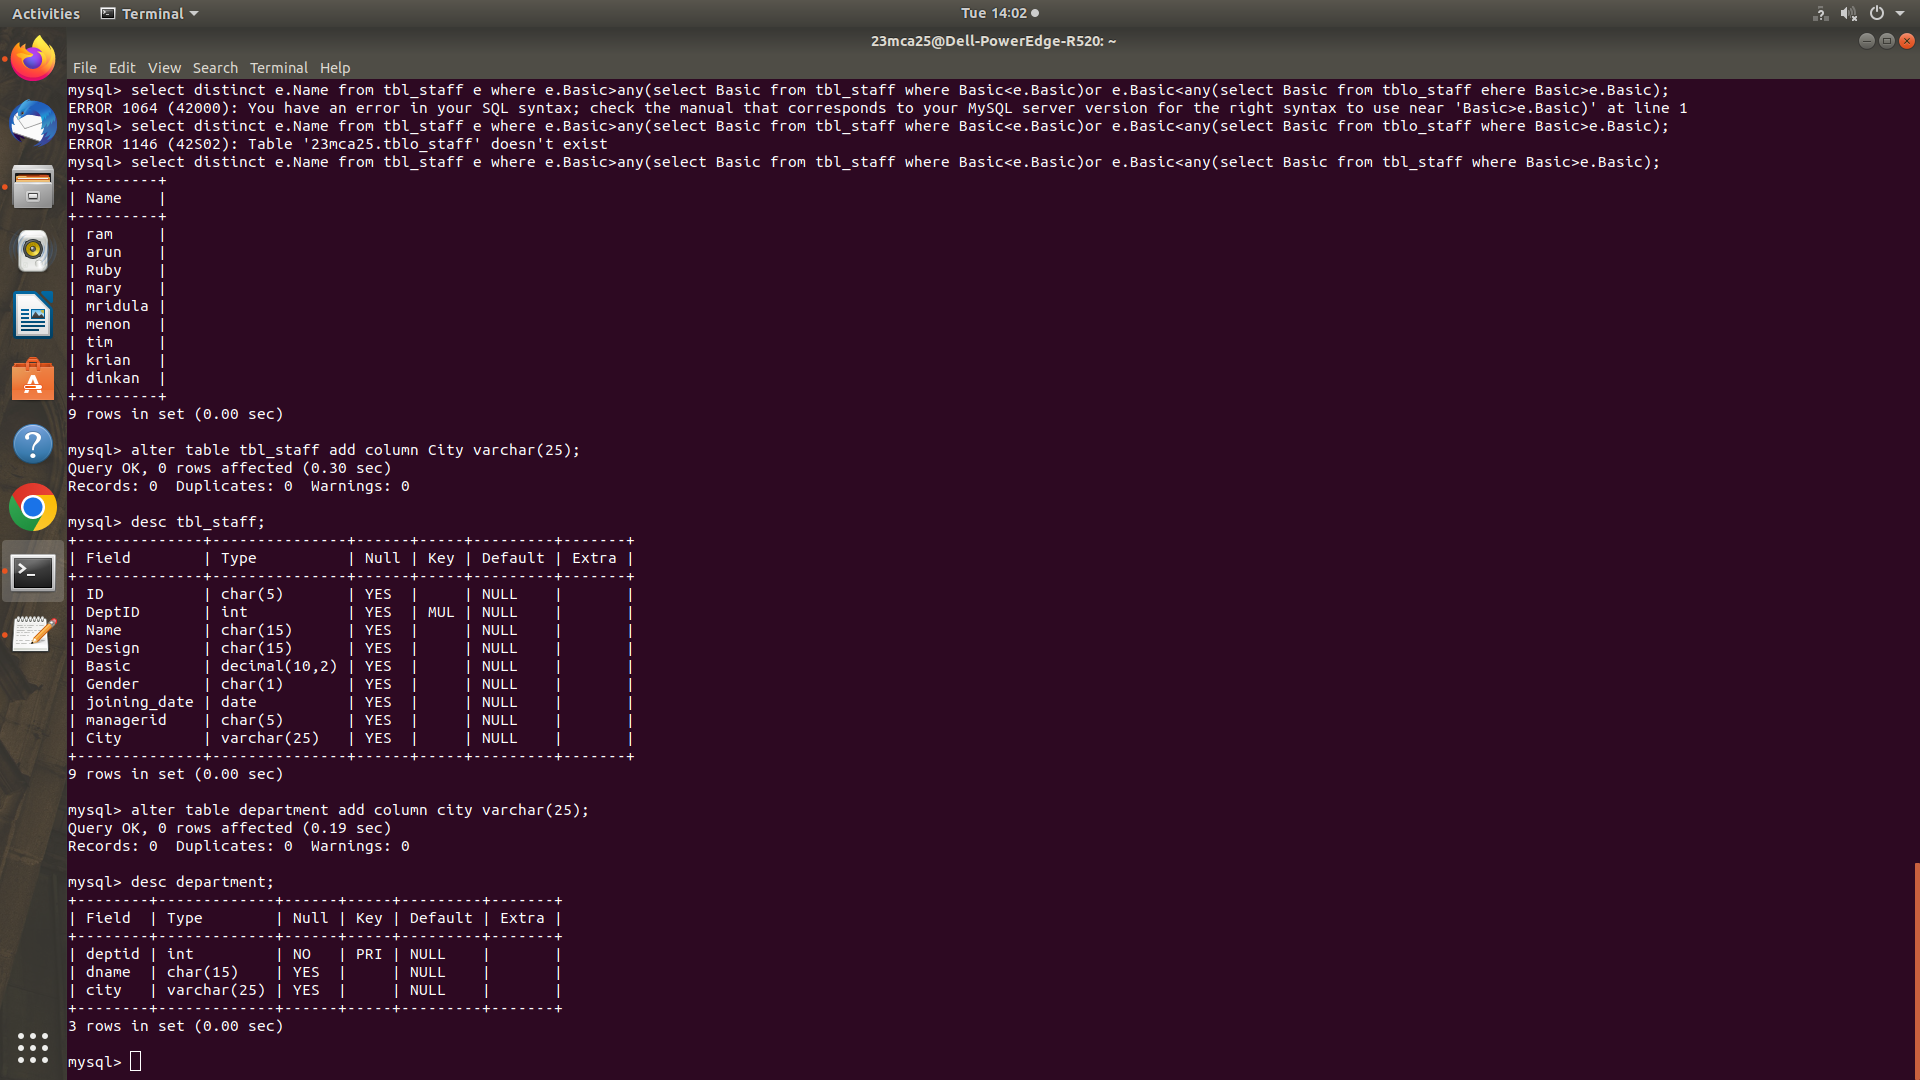 Activities Terminal Tue 14:02
23mca25@Dell-PowerEdge-R520: ~
File Edit View Search Terminal Help
mysql> select distinct e.Name from tbl_staff e where e.Basic>any(select Basic from tbl_staff where Basic<e.Basic)or e.Basic<any(select Basic from tblo_staff ehere Basic>e.Basic);
ERROR 1064 (42000): You have an error in your SQL syntax; check the manual that corresponds to your MySQL server version for the right syntax to use near 'Basic>e.Basic)' at line 1
mysql> select distinct e.Name from tbl_staff e where e.Basic>any(select Basic from tbl_staff where Basic<e.Basic)or e.Basic<any(select Basic from tblo_staff where Basic>e.Basic);
ERROR 1146 (42S02): Table '23mca25.tblo_staff' doesn't exist
mysql> select distinct e.Name from tbl_staff e where e.Basic>any(select Basic from tbl_staff where Basic<e.Basic)or e.Basic<any(select Basic from tbl_staff where Basic>e.Basic);
+---------+
| Name    |
+---------+
| ram     |
| arun    |
| Ruby    |
| mary    |
| mridula |
| menon   |
| tim     |
| krian   |
| dinkan  |
+---------+
9 rows in set (0.00 sec)
mysql> alter table tbl_staff add column City varchar(25);
Query OK, 0 rows affected (0.30 sec)
Records: 0  Duplicates: 0  Warnings: 0
mysql> desc tbl_staff;
+--------------+---------------+------+-----+---------+-------+
| Field        | Type          | Null | Key | Default | Extra |
+--------------+---------------+------+-----+---------+-------+
| ID           | char(5)       | YES  |     | NULL    |       |
| DeptID       | int           | YES  | MUL | NULL    |       |
| Name         | char(15)      | YES  |     | NULL    |       |
| Design       | char(15)      | YES  |     | NULL    |       |
| Basic        | decimal(10,2) | YES  |     | NULL    |       |
| Gender       | char(1)       | YES  |     | NULL    |       |
| joining_date | date          | YES  |     | NULL    |       |
| managerid    | char(5)       | YES  |     | NULL    |       |
| City         | varchar(25)   | YES  |     | NULL    |       |
+--------------+---------------+------+-----+---------+-------+
9 rows in set (0.00 sec)
mysql> alter table department add column city varchar(25);
Query OK, 0 rows affected (0.19 sec)
Records: 0  Duplicates: 0  Warnings: 0
mysql> desc department;
+--------+-------------+------+-----+---------+-------+
| Field  | Type        | Null | Key | Default | Extra |
+--------+-------------+------+-----+---------+-------+
| deptid | int         | NO   | PRI | NULL    |       |
| dname  | char(15)    | YES  |     | NULL    |       |
| city   | varchar(25) | YES  |     | NULL    |       |
+--------+-------------+------+-----+---------+-------+
3 rows in set (0.00 sec)
mysql>